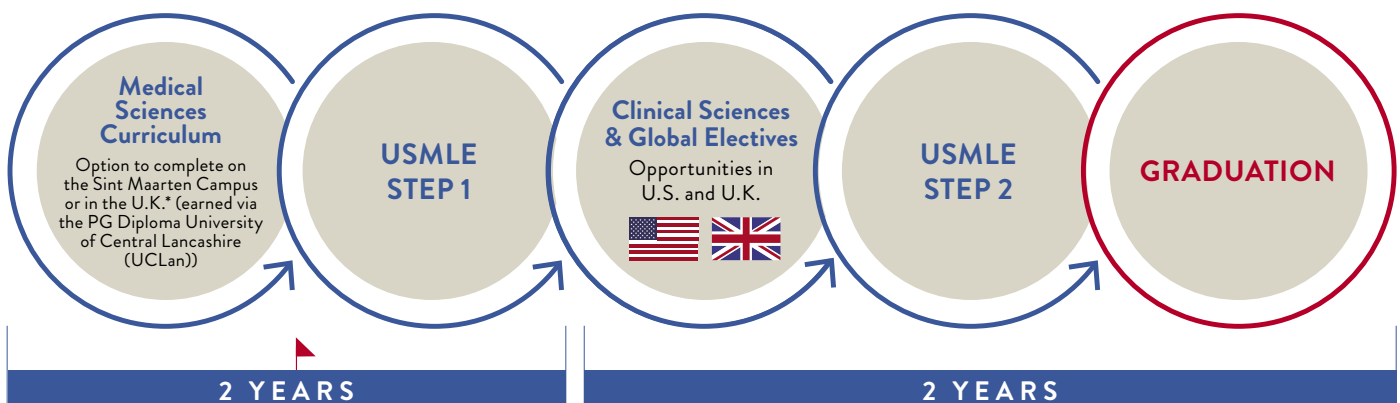 Medical
Sciences
Curriculum
Option to complete on
the Sint Maarten Campus
or in the U.K.* (earned via
the PG Diploma University
of Central Lancashire
(UCLan))
USMLE
STEP 1
Clinical Sciences
& Global Electives
Opportunities in
U.S. and U.K.
USMLE
STEP 2
GRADUATION
2 YEARS
2 YEARS